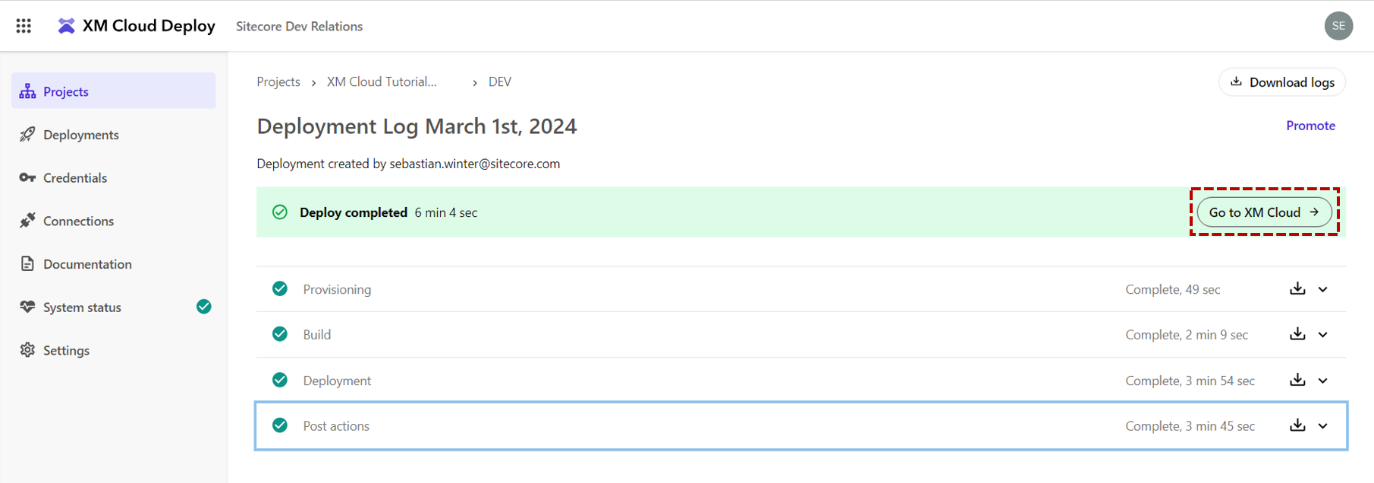 XM Cloud Deploy Sitecore Dev Relations SE
Projects
Deployments
Credentials
Connections
Documentation
System status
Settings
Projects › XM Cloud Tutorial... › DEV
Download logs
Deployment Log March 1st, 2024
Promote
Deployment created by sebastian.winter@sitecore.com
Deploy completed 6 min 4 sec
Go to XM Cloud →
Provisioning Complete, 49 sec
Build Complete, 2 min 9 sec
Deployment Complete, 3 min 54 sec
Post actions Complete, 3 min 45 sec